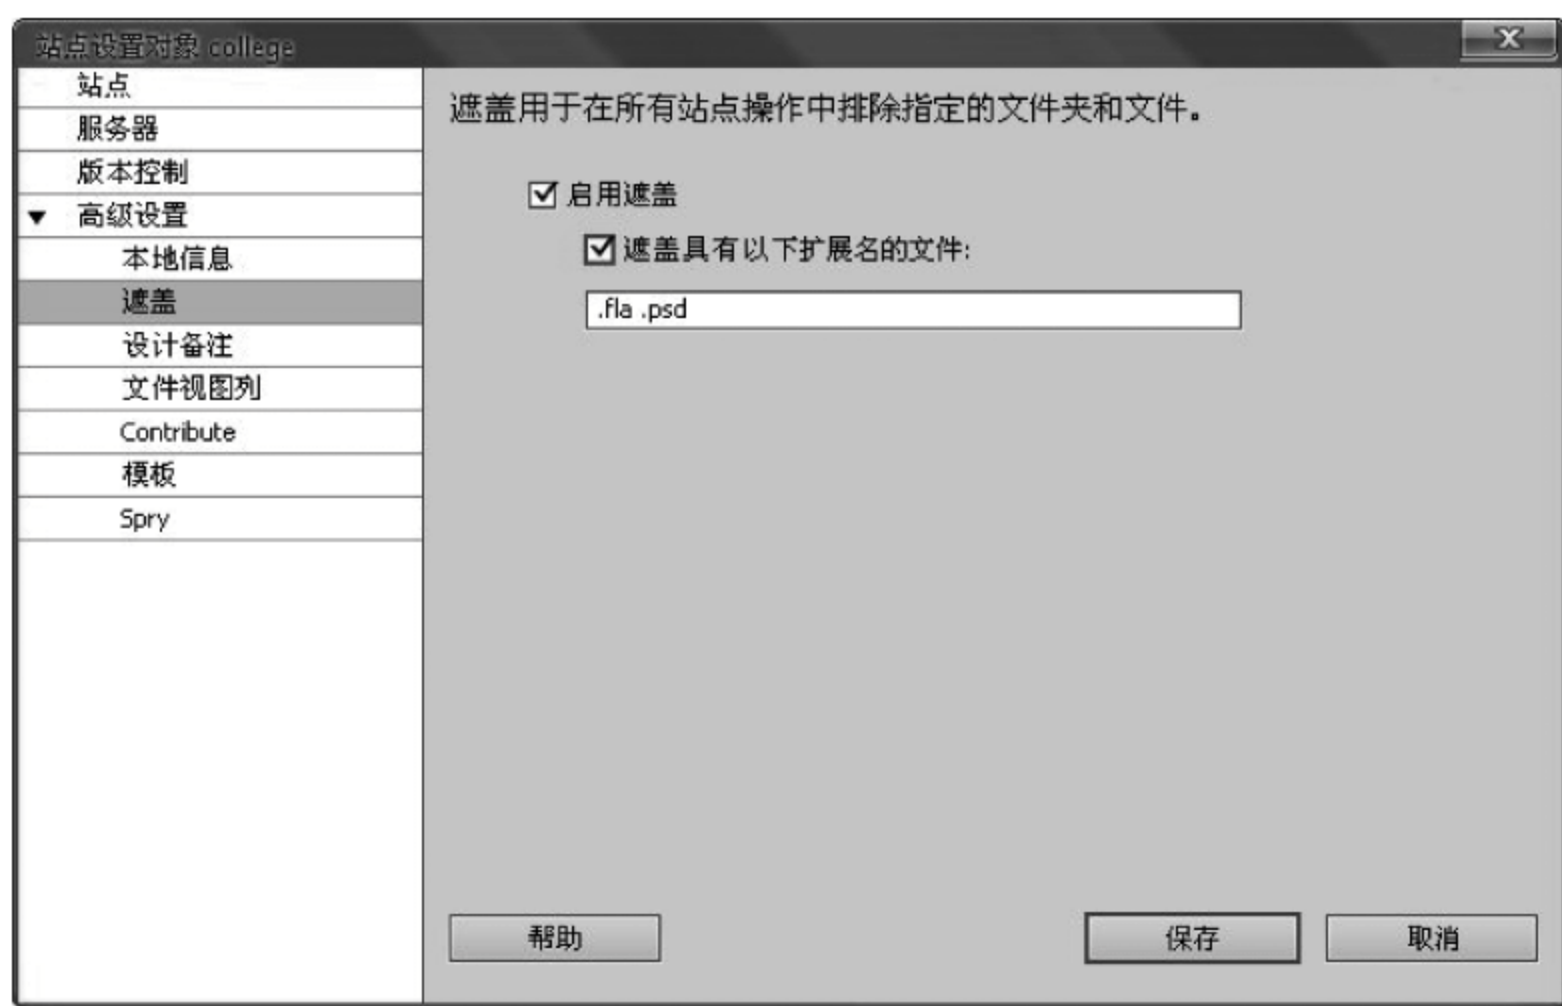 站点设置对象 college
站点
服务器
版本控制
高级设置
本地信息
遮盖
设计备注
文件视图列
Contribute
模板
Spry
遮盖用于在所有站点操作中排除指定的文件夹和文件。
启用遮盖
遮盖具有以下扩展名的文件:
.fla .psd
帮助
保存
取消